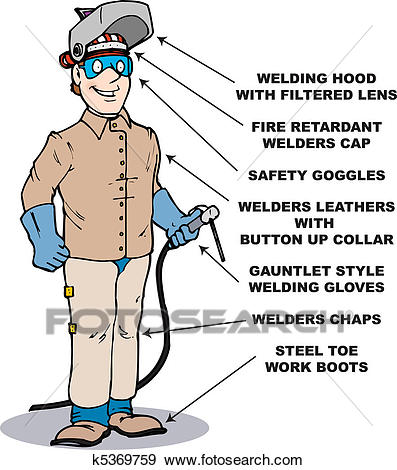 WELDING HOOD
WITH FILTERED LENS
FIRE RETARDANT
WELDERS CAP
SAFETY GOGGLES
WELDERS LEATHERS
WITH
BUTTON UP COLLAR
GAUNTLET STYLE
WELDING GLOVES
WELDERS CHAPS
FOTOSEARCH
STEEL TOE
WORK BOOTS
k5369759 www.fotosearch.com